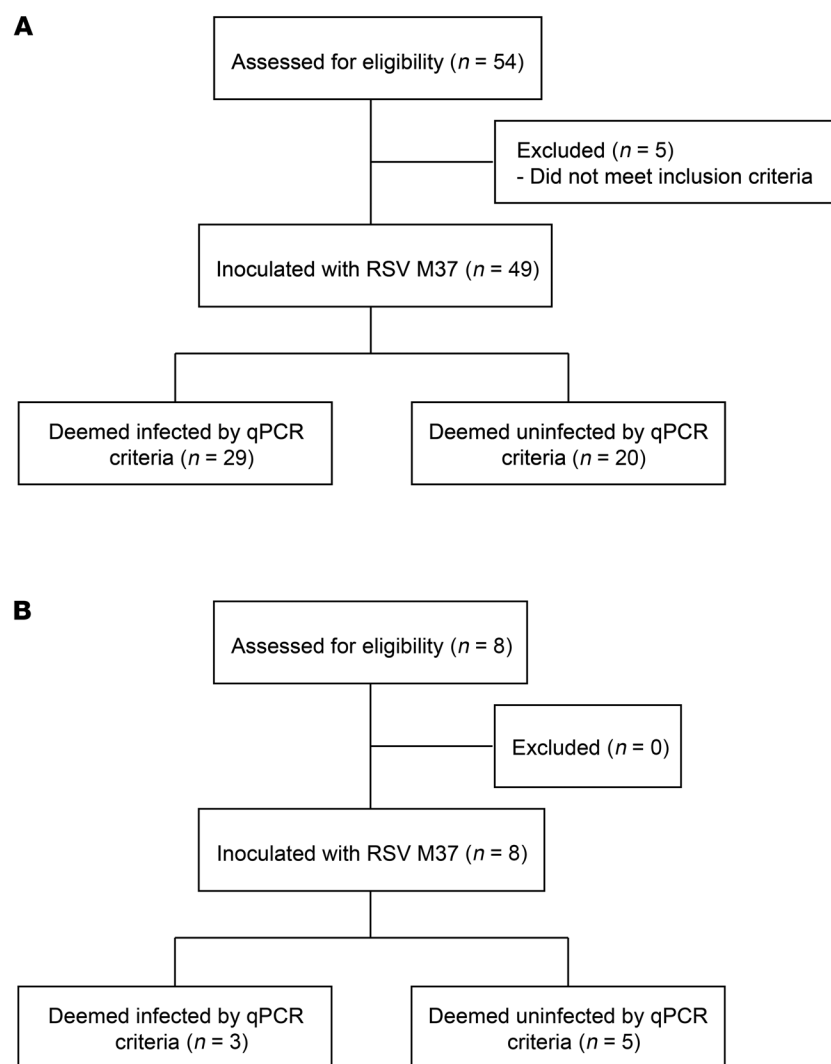 A
Assessed for eligibility (n = 54)
Excluded (n = 5)
- Did not meet inclusion criteria
Inoculated with RSV M37 (n = 49)
Deemed infected by qPCR
criteria (n = 29)
Deemed uninfected by qPCR
criteria (n = 20)
B
Assessed for eligibility (n = 8)
Excluded (n = 0)
Inoculated with RSV M37 (n = 8)
Deemed infected by qPCR
criteria (n = 3)
Deemed uninfected by qPCR
criteria (n = 5)